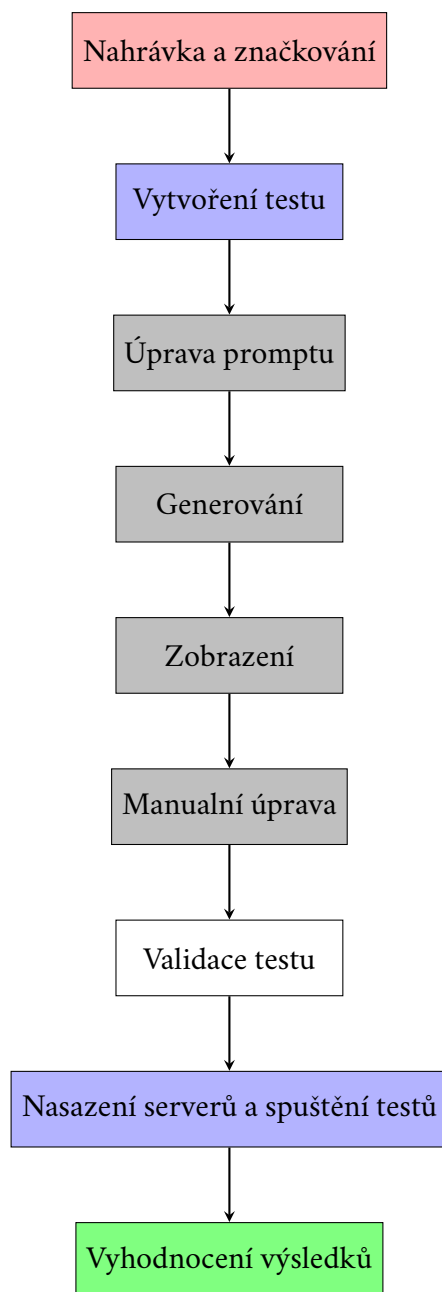 Nahrávka a značkování
Vytvoření testu
Úprava promptu
Generování
Zobrazení
Manualní úprava
Validace testu
Nasazení serverů a spuštění testů
Vyhodnocení výsledků